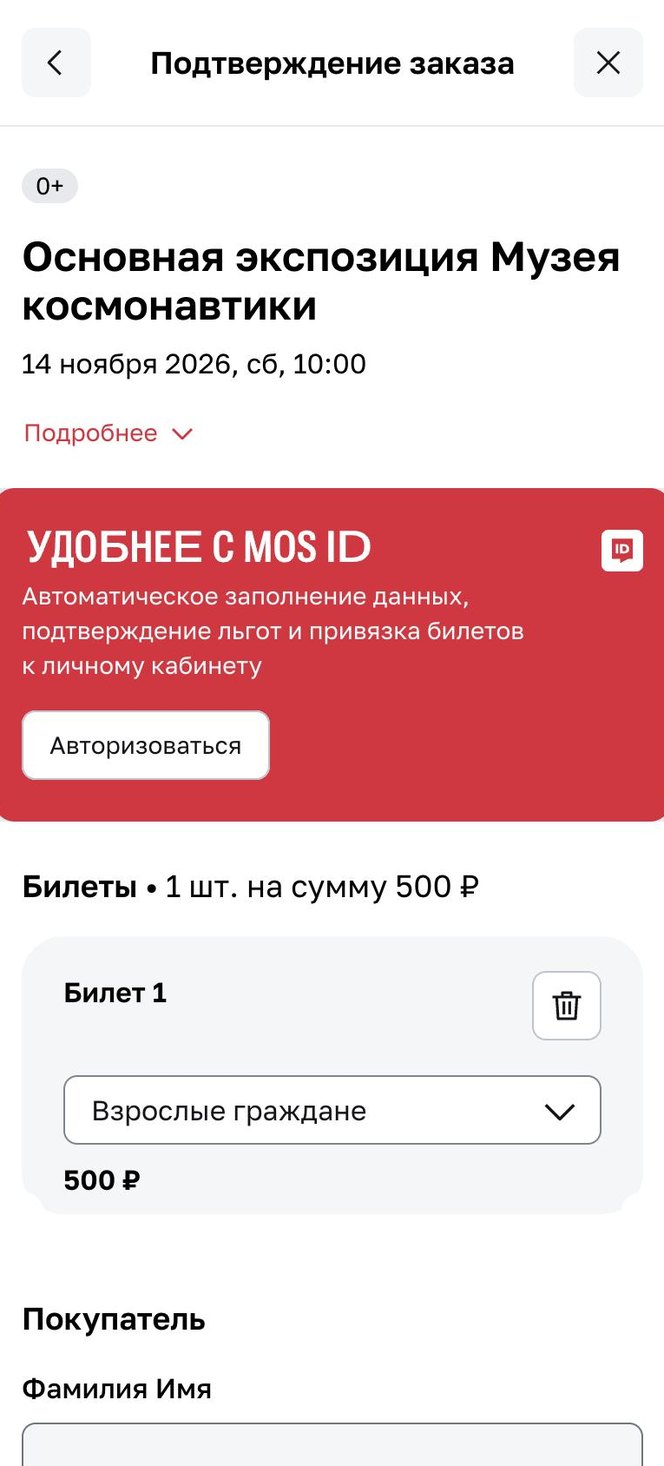 Подтверждение заказа
0+
Основная экспозиция Музея
космонавтики
14 ноября 2026, сб, 10:00
Подробнее
УДОБНЕЕ С MOS ID
ID
Автоматическое заполнение данных,
подтверждение льгот и привязка билетов
к личному кабинету
Авторизоваться
Билеты • 1 шт. на сумму 500 ₽
Билет 1
Взрослые граждане
500 ₽
Покупатель
Фамилия Имя